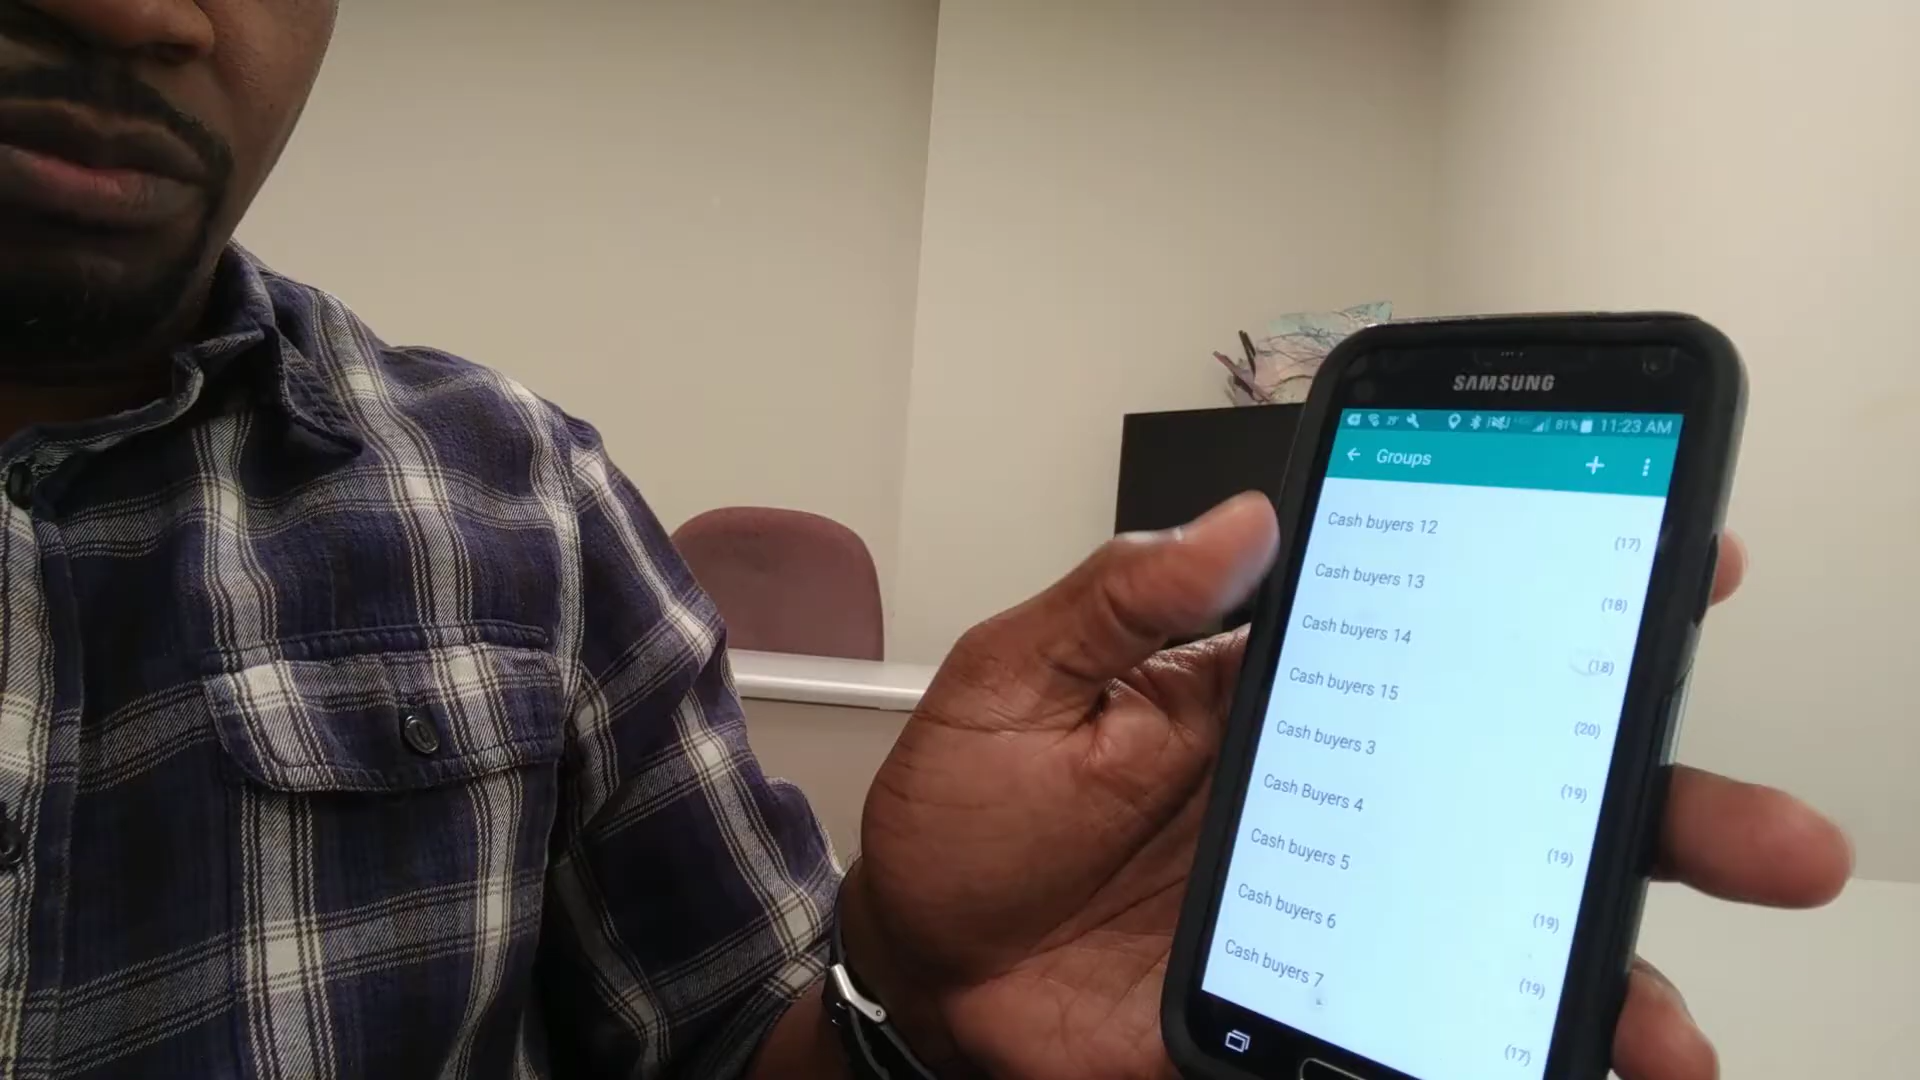 SAMSUNG
81% 11:23 AM
Groups
Cash buyers 12
(17)
Cash buyers 13
(18)
Cash buyers 14
(18)
Cash buyers 15
(20)
Cash buyers 3
(19)
Cash Buyers 4
(19)
Cash buyers 5
(19)
Cash buyers 6
(19)
Cash buyers 7
(17)